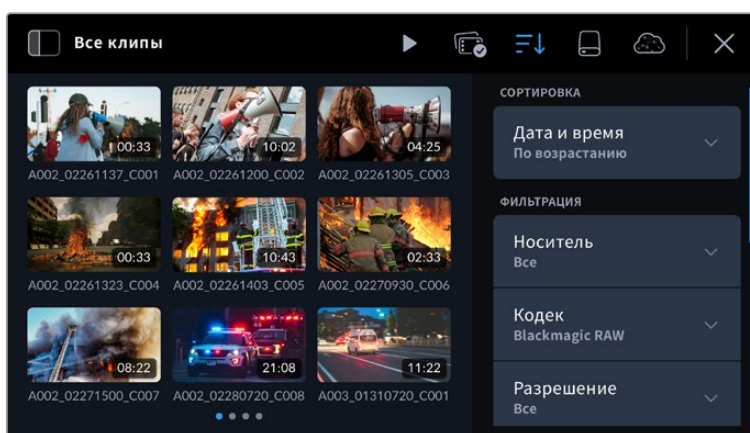 Все клипы
00:33
10:02
04:25
A002_02261137_C001
A002_02261200_C002
A002_02261305_C003
00:33
10:43
02:33
A002_02261323_C004
A002_02261403_C005
A002_02270930_C006
08:22
21:08
11:22
A002_02271500_C007
A002_02280720_C008
A003_01310720_C001
СОРТИРОВКА
Дата и время
По возрастанию
ФИЛЬТРАЦИЯ
Носитель
Все
Кодек
Blackmagic RAW
Разрешение
Все